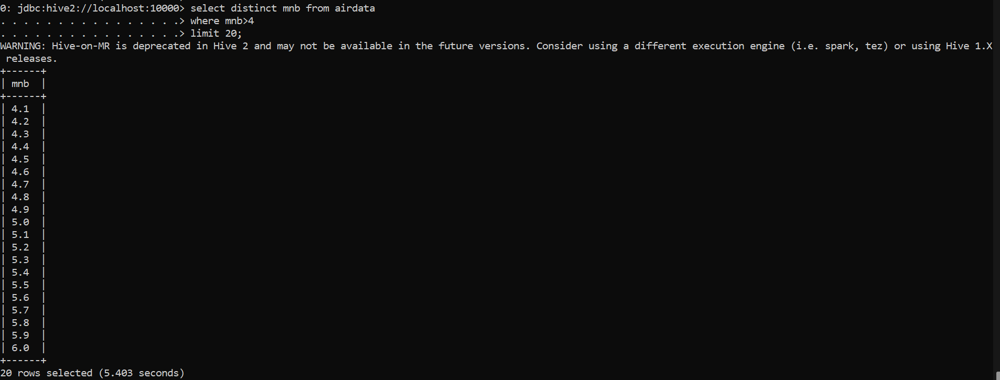 0: jdbc:hive2://localhost:10000> select distinct mnb from airdata
. . . . . . . . . . . . . . . .> where mnb>4
. . . . . . . . . . . . . . . .> limit 20;
WARNING: Hive-on-MR is deprecated in Hive 2 and may not be available in the future versions. Consider using a different execution engine (i.e. spark, tez) or using Hive 1.X
 releases.
+------+
| mnb  |
+------+
| 4.1  |
| 4.2  |
| 4.3  |
| 4.4  |
| 4.5  |
| 4.6  |
| 4.7  |
| 4.8  |
| 4.9  |
| 5.0  |
| 5.1  |
| 5.2  |
| 5.3  |
| 5.4  |
| 5.5  |
| 5.6  |
| 5.7  |
| 5.8  |
| 5.9  |
| 6.0  |
+------+
20 rows selected (5.403 seconds)